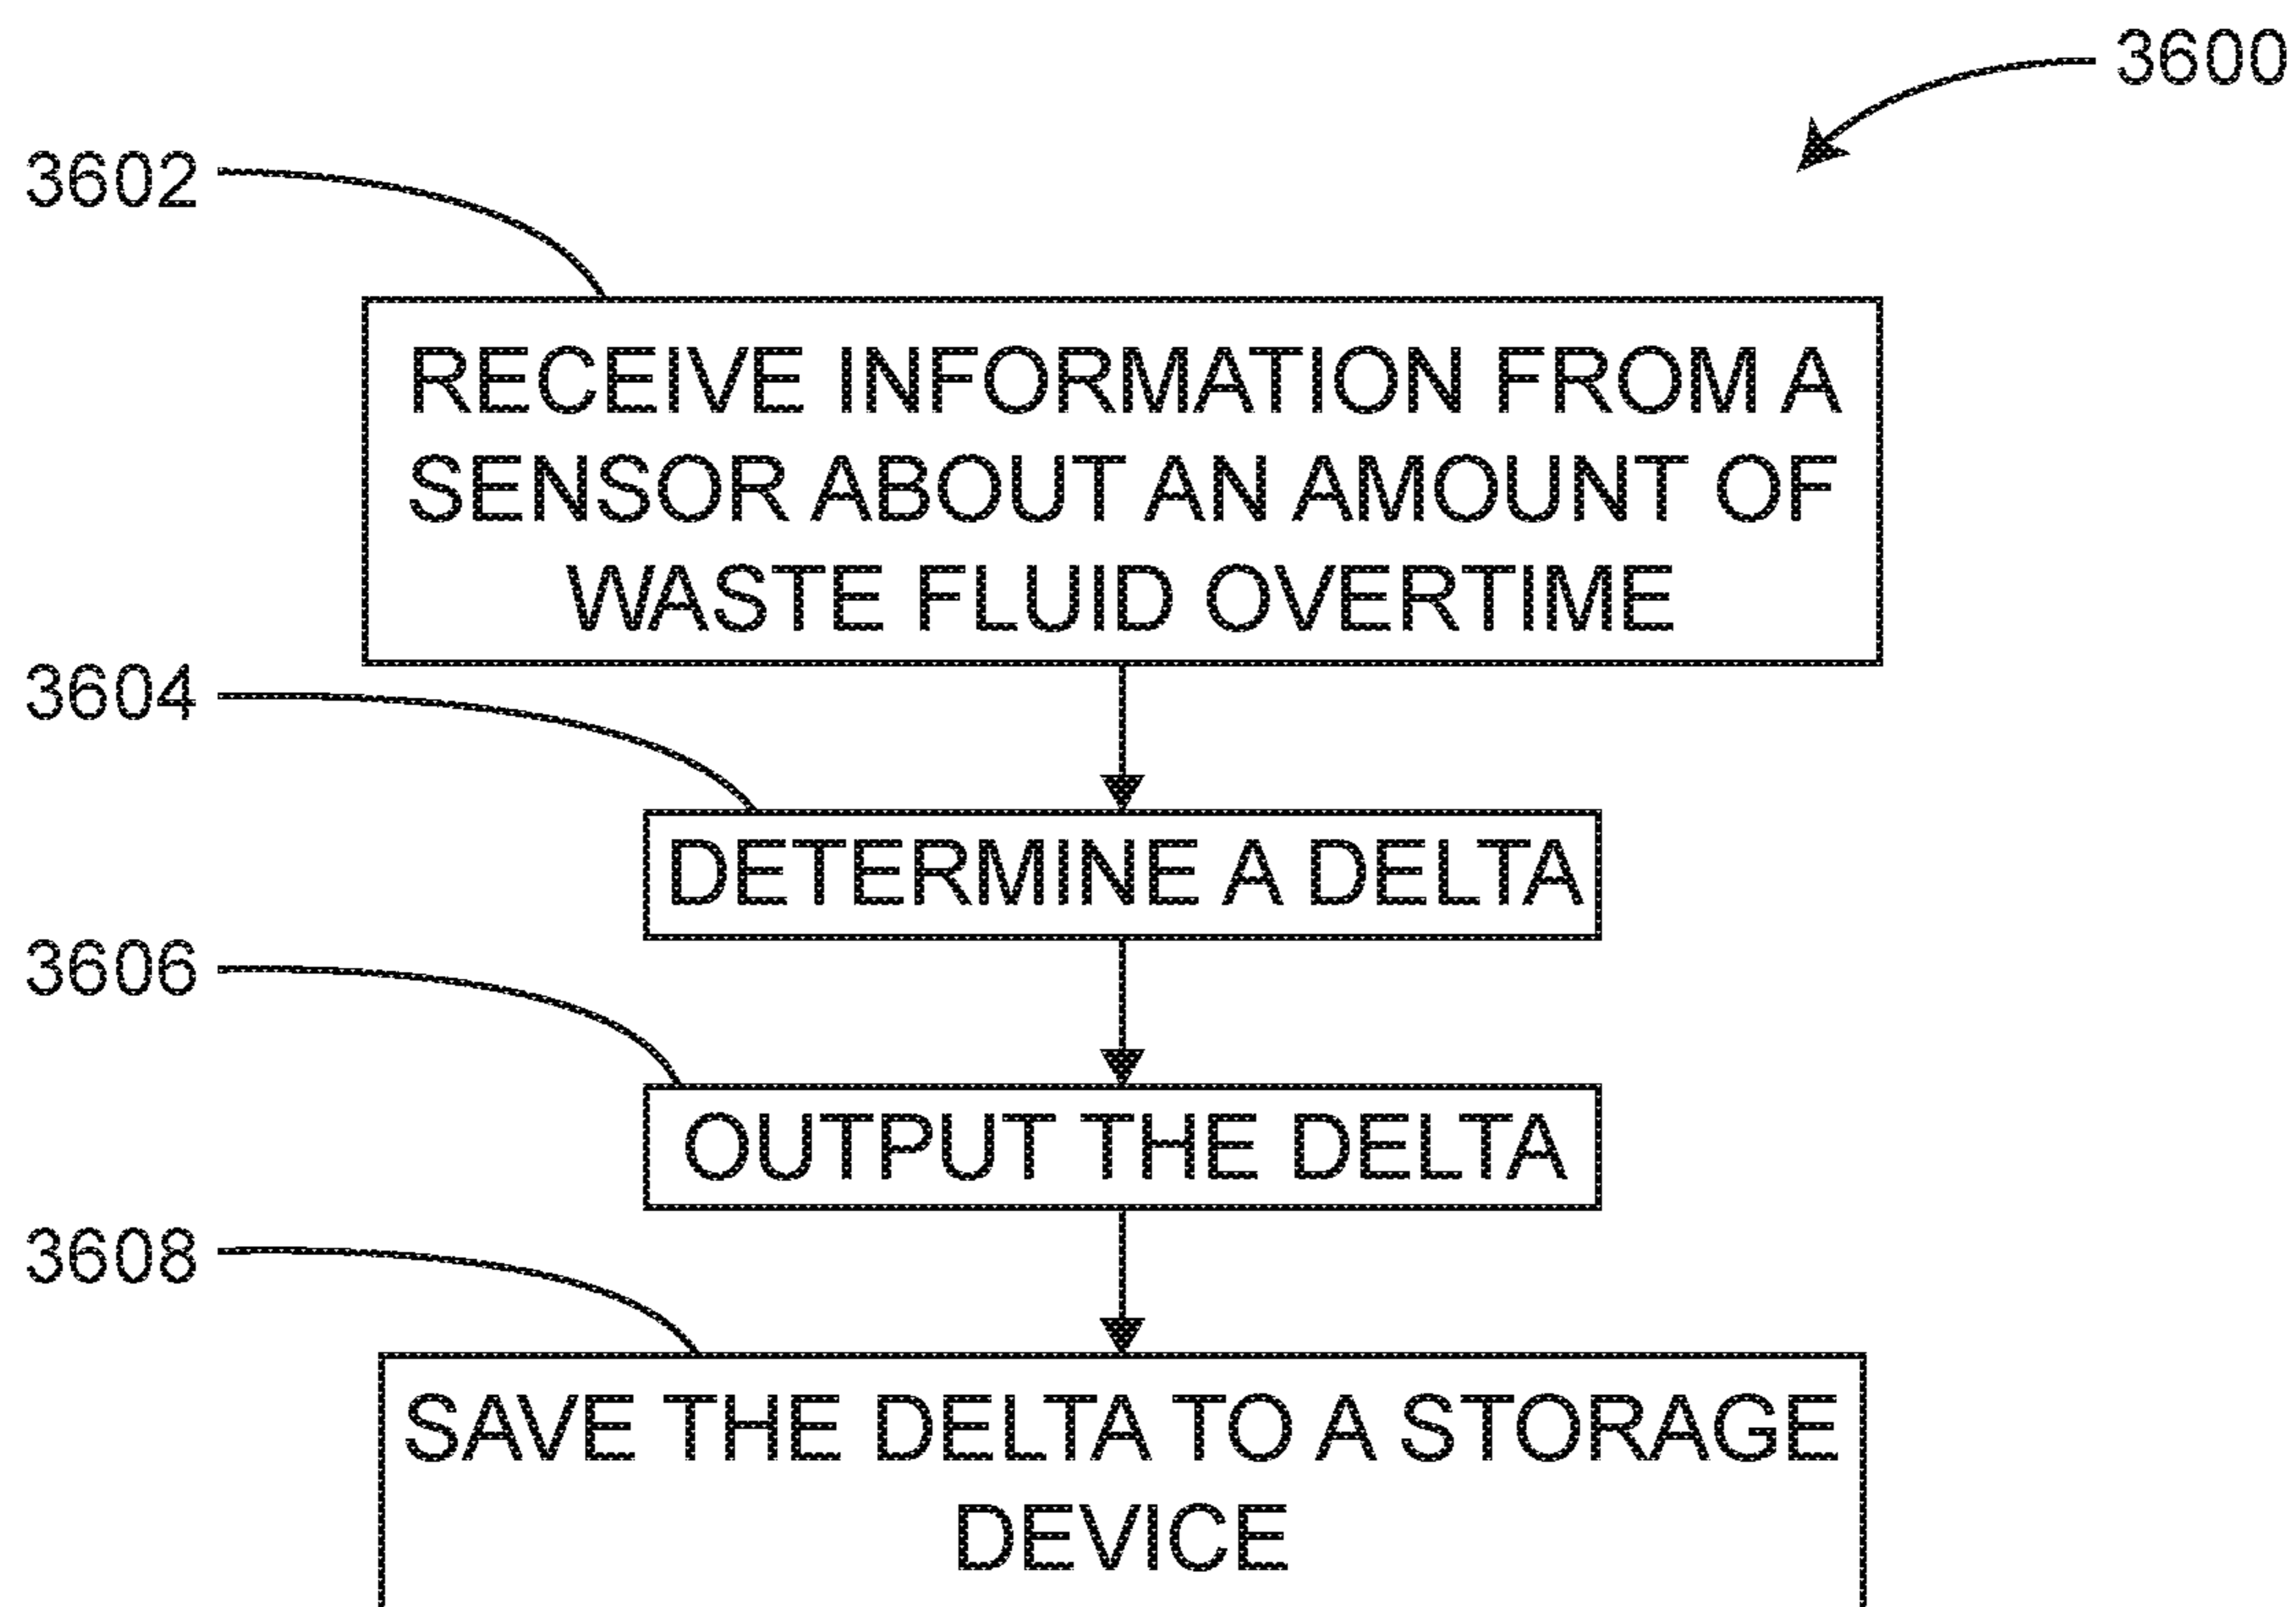 3600
3602
RECEIVE INFORMATION FROM A
SENSOR ABOUT AN AMOUNT OF
WASTE FLUID OVERTIME
3604
DETERMINE A DELTA
3606
OUTPUT THE DELTA
3608
SAVE THE DELTA TO A STORAGE
DEVICE